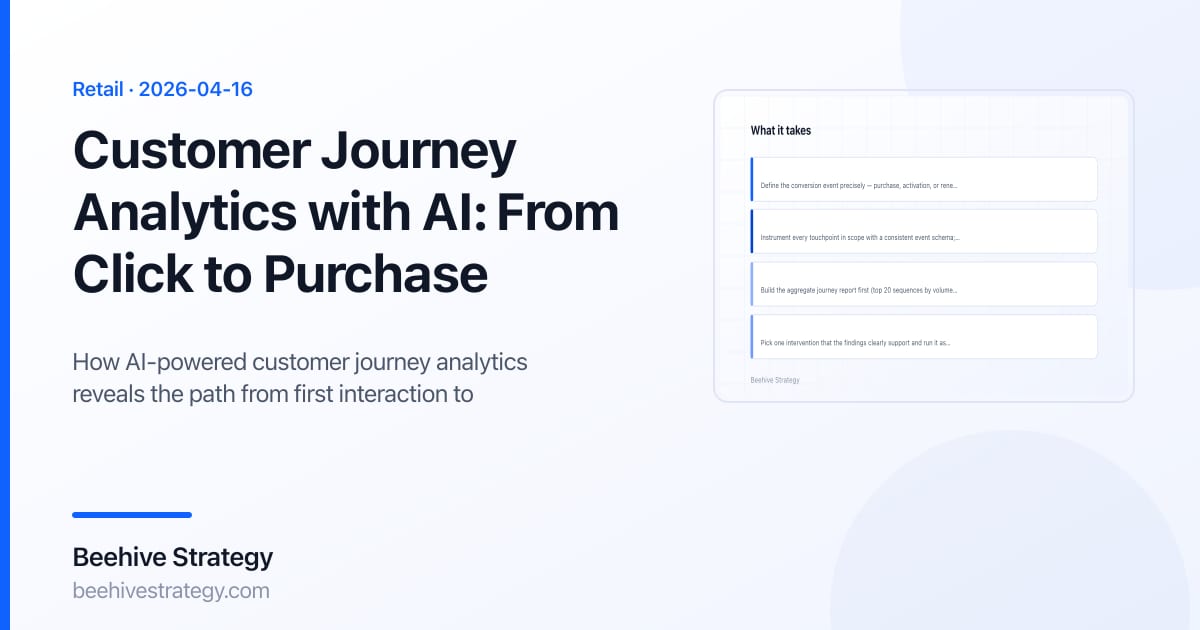 Retail · 2026-04-16
Customer Journey
Analytics with AI: From
Click to Purchase
How AI-powered customer journey analytics
reveals the path from first interaction to
Beehive Strategy
beehivestrategy.com
What it takes
Define the conversion event precisely — purchase, activation, or rene...
Instrument every touchpoint in scope with a consistent event schema;...
Build the aggregate journey report first (top 20 sequences by volume...
Pick one intervention that the findings clearly support and run it as...
Beehive Strategy